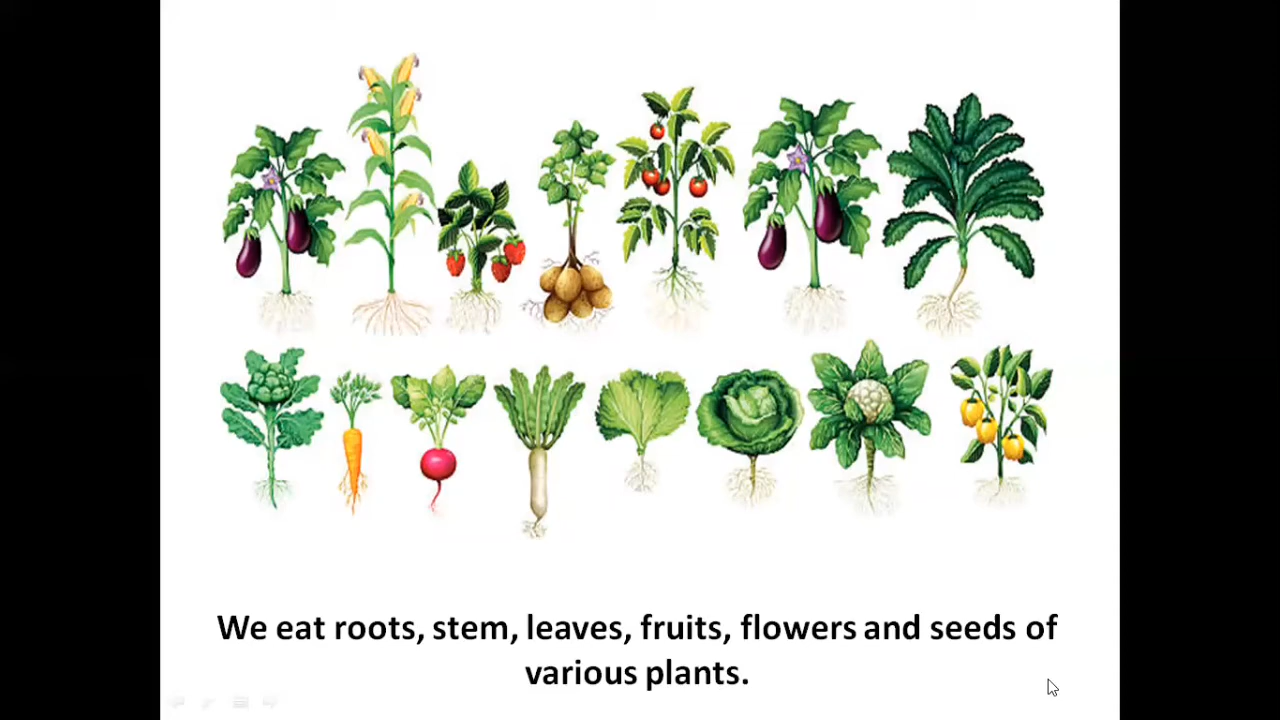 We eat roots, stem, leaves, fruits, flowers and seeds of
various plants.